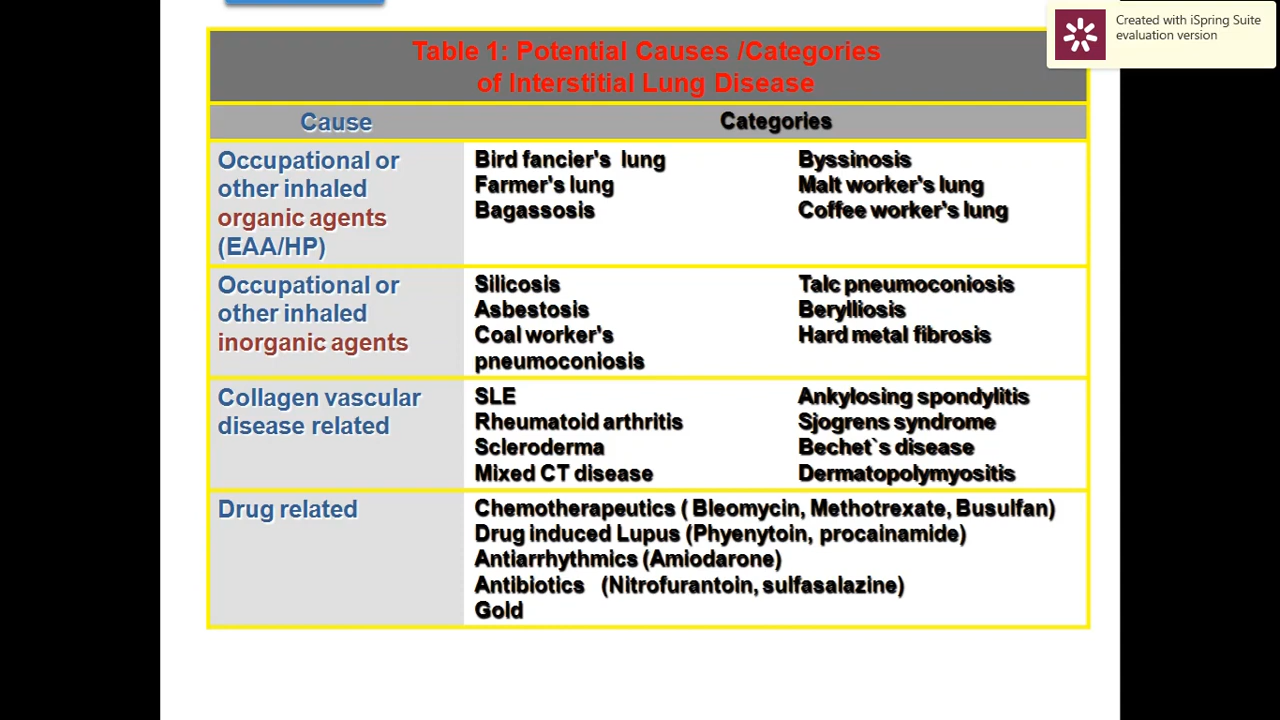 Created with iSpring Suite
evaluation version
Table 1: Potential Causes /Categories
of Interstitial Lung Disease
Cause
Categories
Occupational or
other inhaled
organic agents
(EAA/HP)
Bird fancier's lung
Farmer's lung
Bagassosis
Byssinosis
Malt worker's lung
Coffee worker's lung
Occupational or
other inhaled
inorganic agents
Silicosis
Asbestosis
Coal worker's
pneumoconiosis
Talc pneumoconiosis
Berylliosis
Hard metal fibrosis
Collagen vascular
disease related
SLE
Rheumatoid arthritis
Scleroderma
Mixed CT disease
Ankylosing spondylitis
Sjogrens syndrome
Bechet`s disease
Dermatopolymyositis
Drug related
Chemotherapeutics ( Bleomycin, Methotrexate, Busulfan)
Drug induced Lupus (Phyenytoin, procainamide)
Antiarrhythmics (Amiodarone)
Antibiotics (Nitrofurantoin, sulfasalazine)
Gold